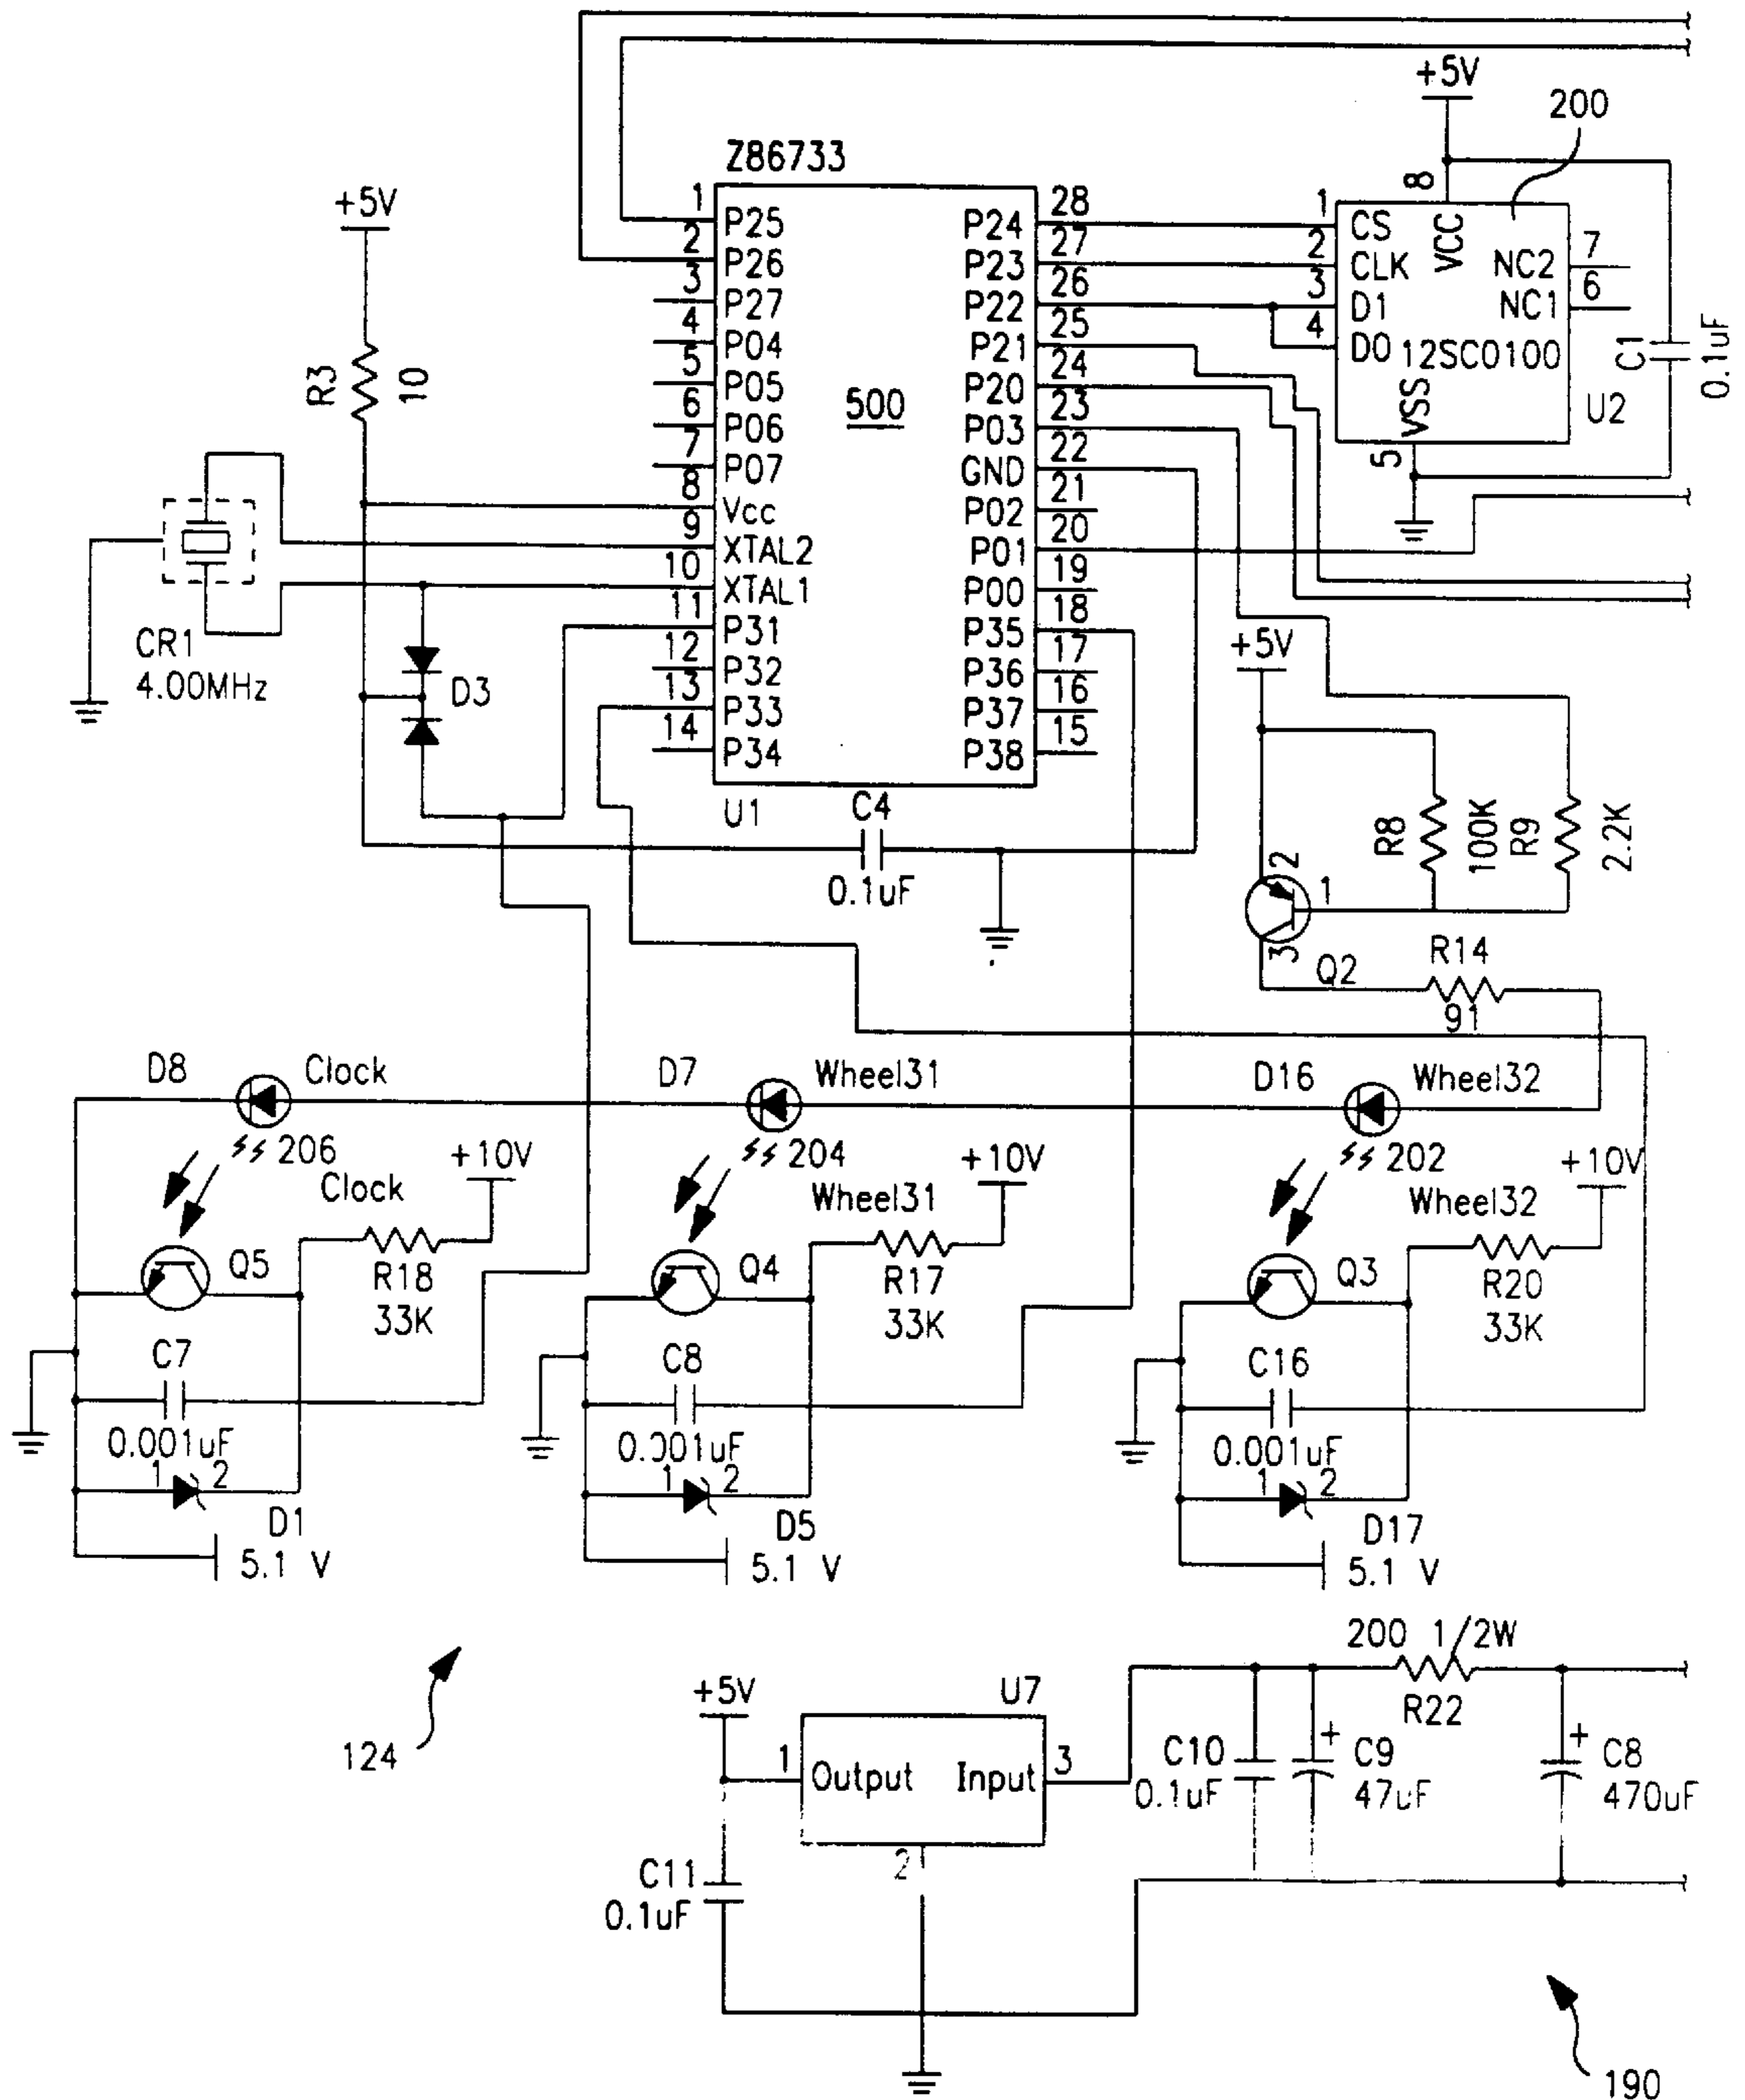 +5V
200
Z86733
+5V
1 P25
2 P26
3 P27
4 P04
5 P05
6 P06
7 P07
8 Vcc
9 XTAL2
10 XTAL1
11 P31
12 P32
13 P33
14 P34
500
P24 28
P23 27
P22 26
P21 25
P20 24
P03 23
GND 22
P02 21
P01 20
P00 19
P35 18
P36 17
P37 16
P38 15
U1
1 CS
2 CLK
3 D1
4 D0
8 VCC
NC2 7
NC1 6
12SC0100
5 VSS
U2
C1
0.1uF
R3
10
CR1
4.00MHz
D3
C4
0.1uF
+5V
R8
100K
R9
2.2K
2
1
3
Q2
R14
91
D8
Clock
D7
Wheel31
D16
Wheel32
206
+10V
204
+10V
202
+10V
Clock
Wheel31
Wheel32
Q5
R18
33K
Q4
R17
33K
Q3
R20
33K
C7
0.001uF
C8
0.001uF
C16
0.001uF
1 2
1 2
1 2
D1
5.1 V
D5
5.1 V
D17
5.1 V
200 1/2W
R22
+5V
U7
1 Output
Input 3
2
C10
0.1uF
+
C9
47uF
+
C8
470uF
C11
0.1uF
124
190